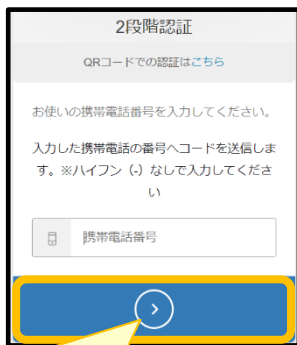 2段階認証
QRコードでの認証はこちら
お使いの携帯電話番号を入力してください。
入力した携帯電話の番号へコードを送信しま
す。※ハイフン（-）なしで入力してくださ
い
携帯電話番号